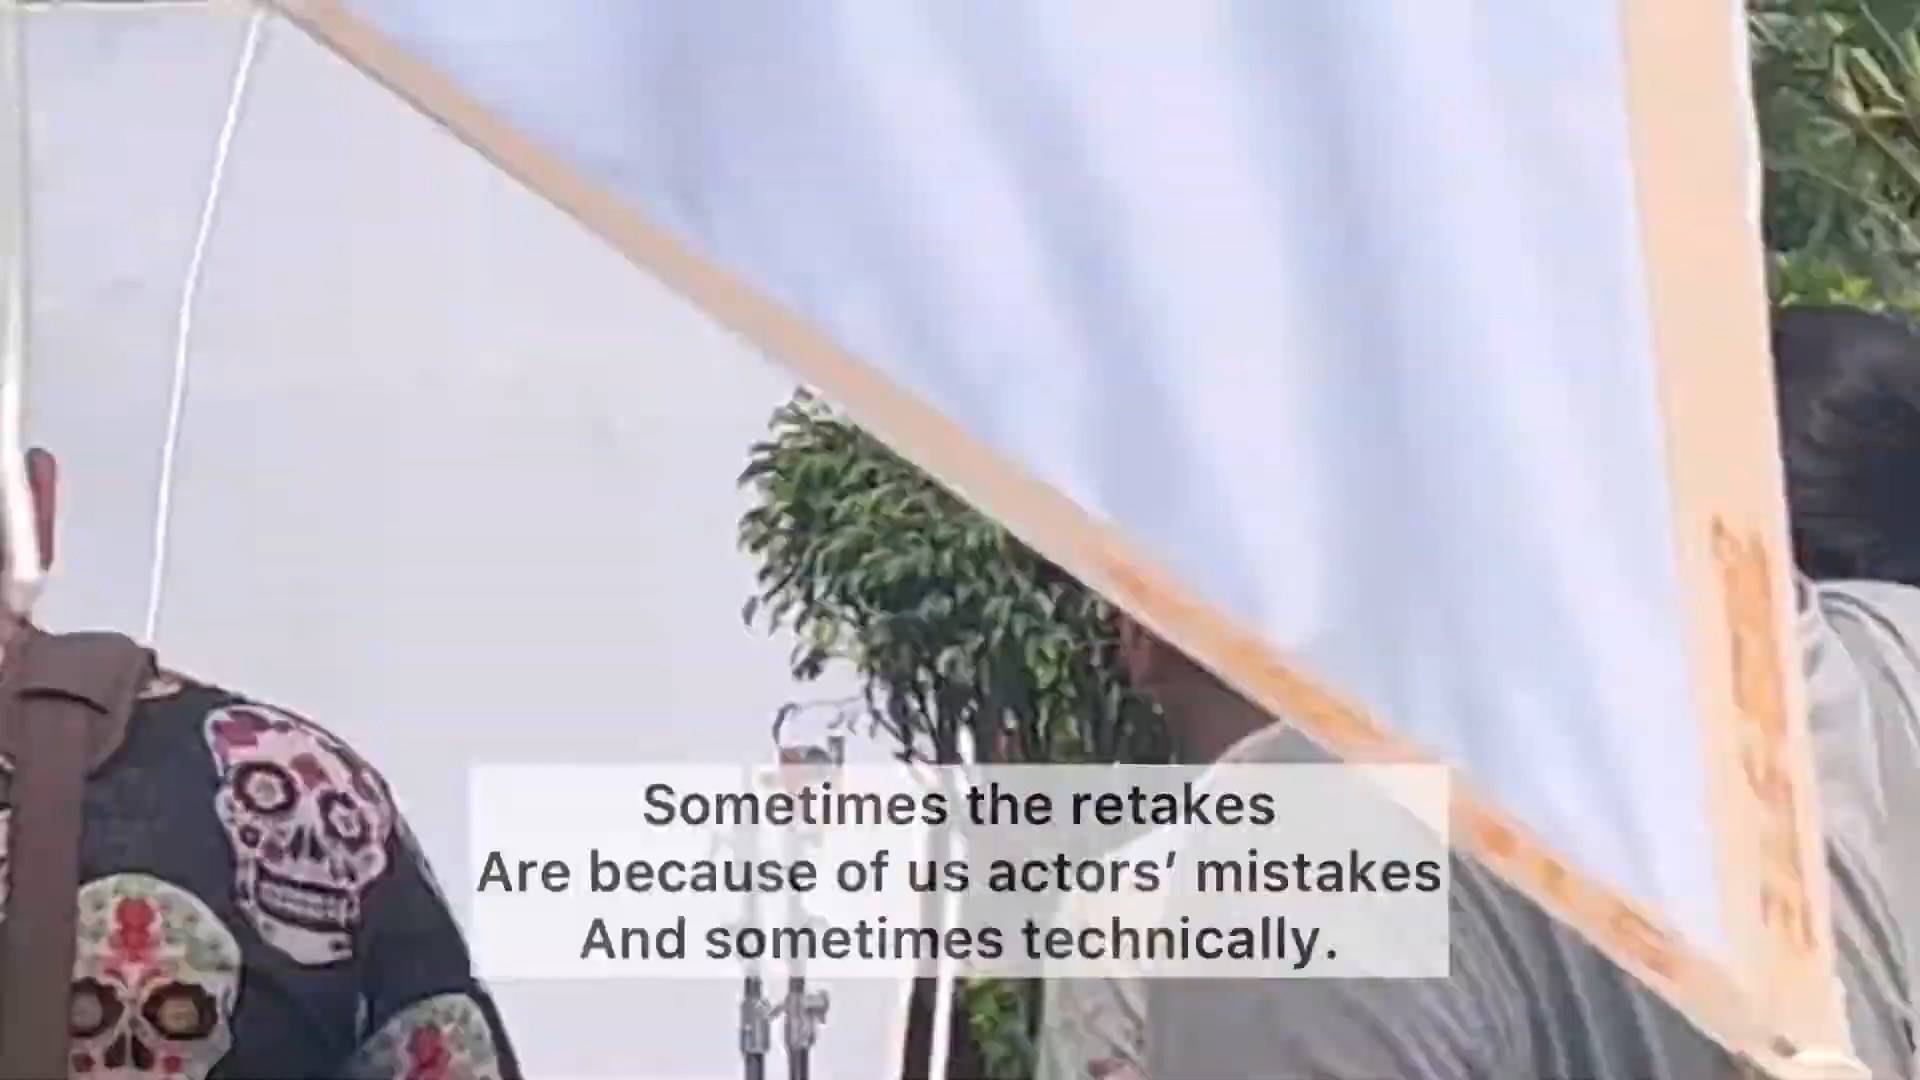 Sometimes the retakes
Are because of us actors’ mistakes
And sometimes technically.